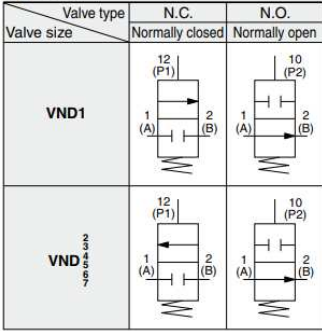 Valve type
Valve size
N.C.
N.O.
Normally closed
Normally open
VND1
12
(P1)
1
(A)
2
(B)
10
(P2)
1
(A)
2
(B)
VND
2
3
4
5
6
7
12
(P1)
1
(A)
2
(B)
10
(P2)
1
(A)
2
(B)